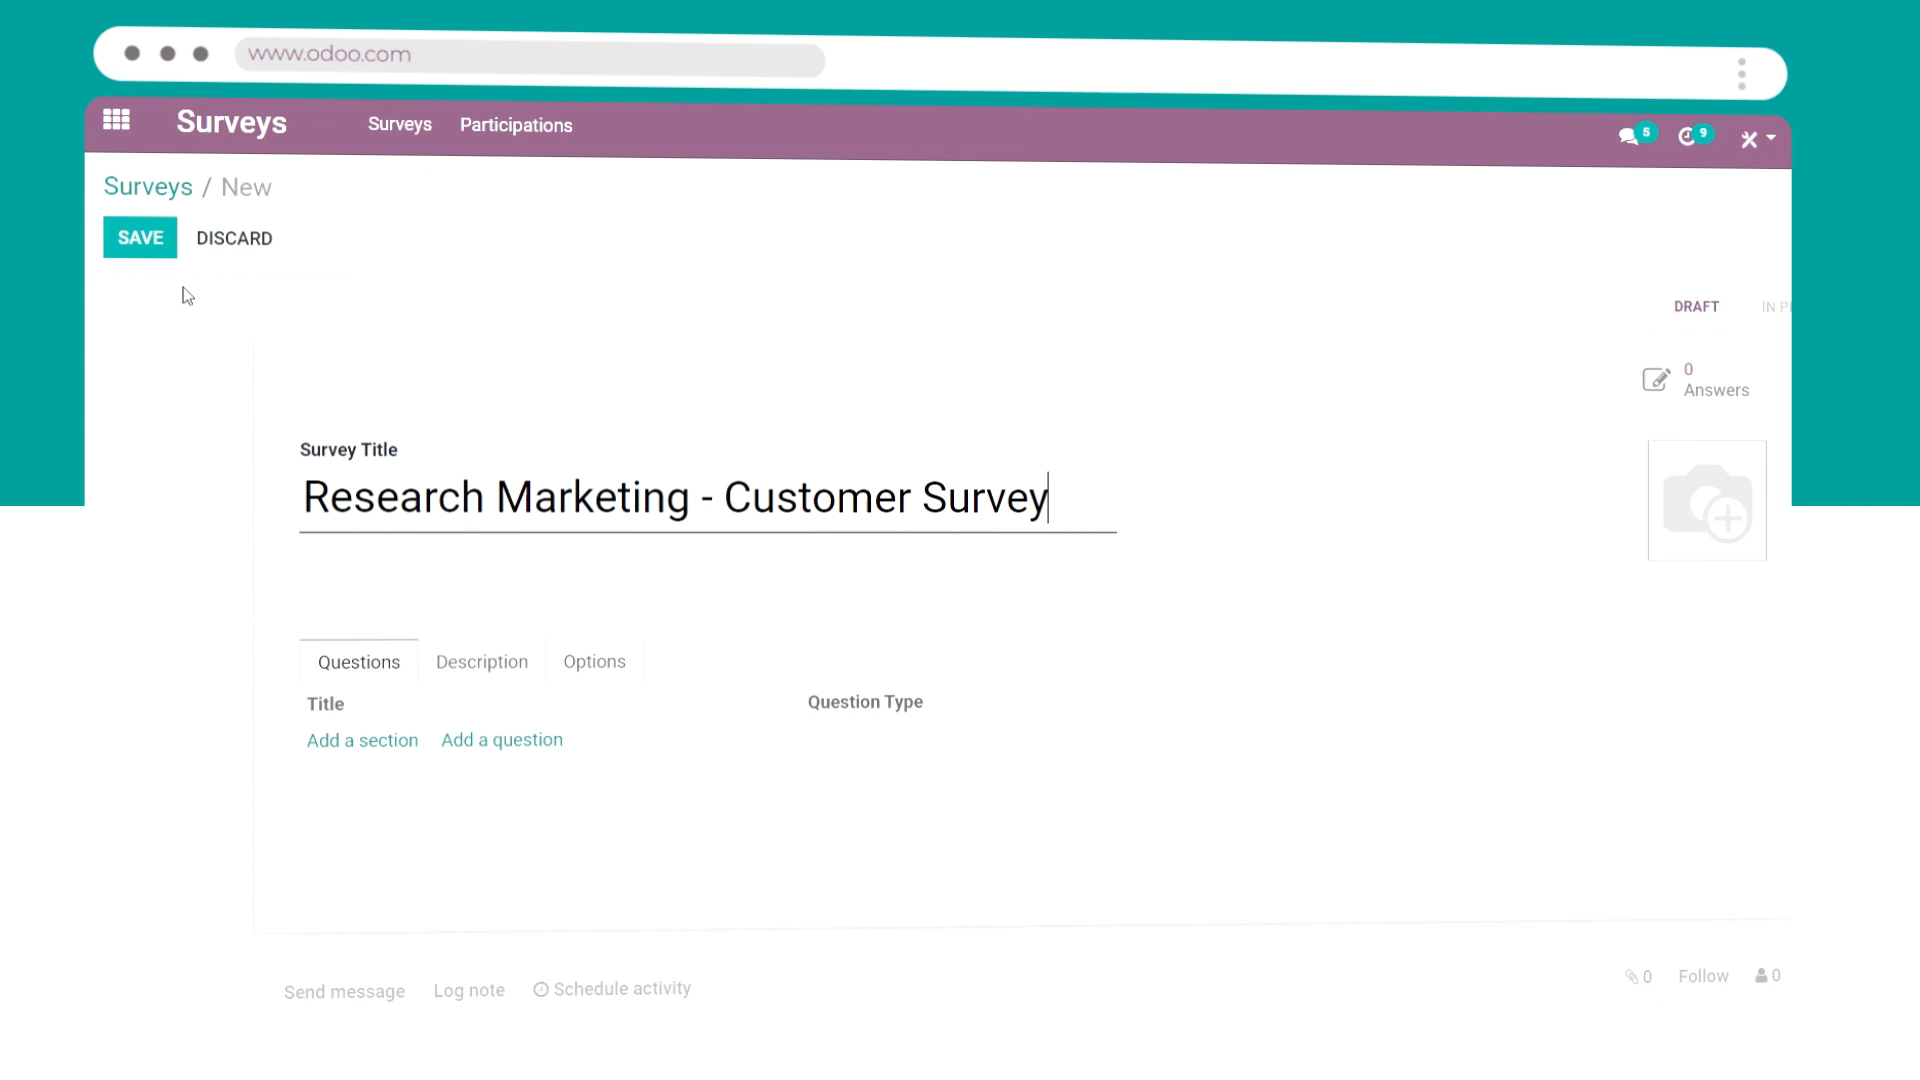 www.odoo.com
Surveys Surveys Participations 5 9
Surveys / New
SAVE DISCARD
DRAFT IN P
0
Answers
Survey Title
Research Marketing - Customer Survey
Questions Description Options
Title Question Type
Add a section Add a question
Send message Log note Schedule activity 0 Follow 0